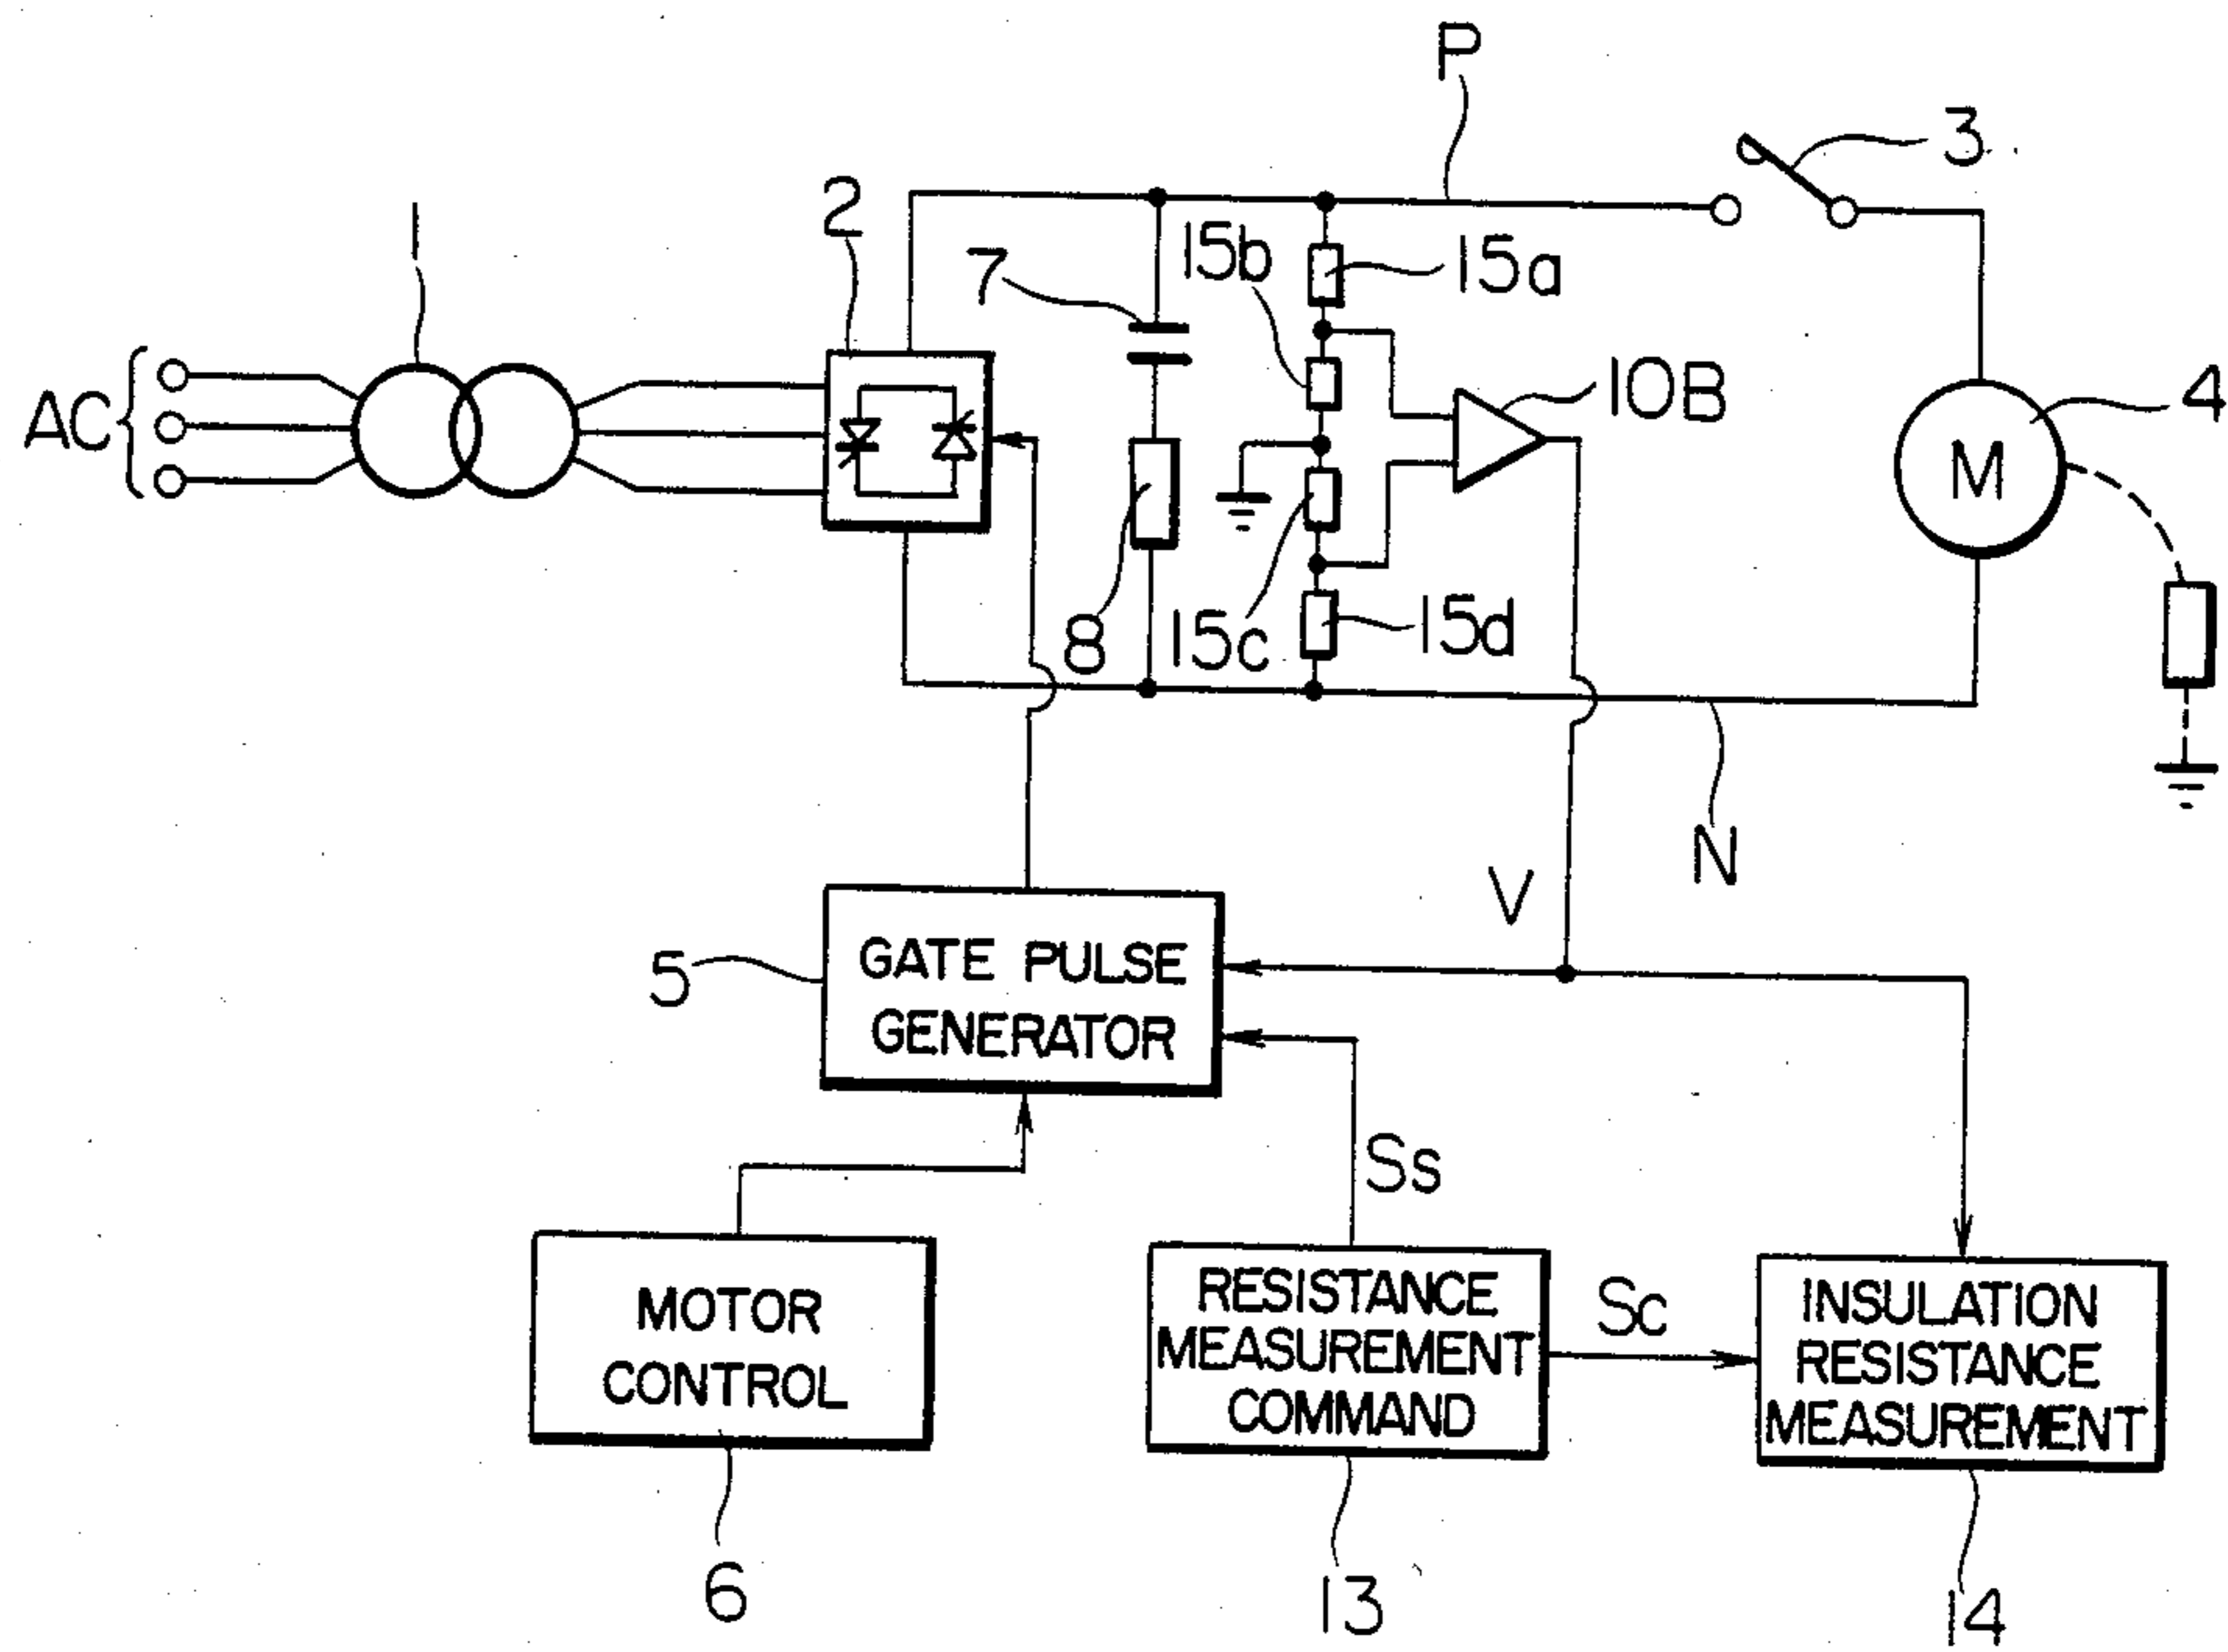 P
3
1
2
15b
15a
7
AC
10B
4
M
8
15c
15d
N
V
5
GATE PULSE
GENERATOR
Ss
MOTOR
CONTROL
RESISTANCE
MEASUREMENT
COMMAND
Sc
INSULATION
RESISTANCE
MEASUREMENT
6
13
14